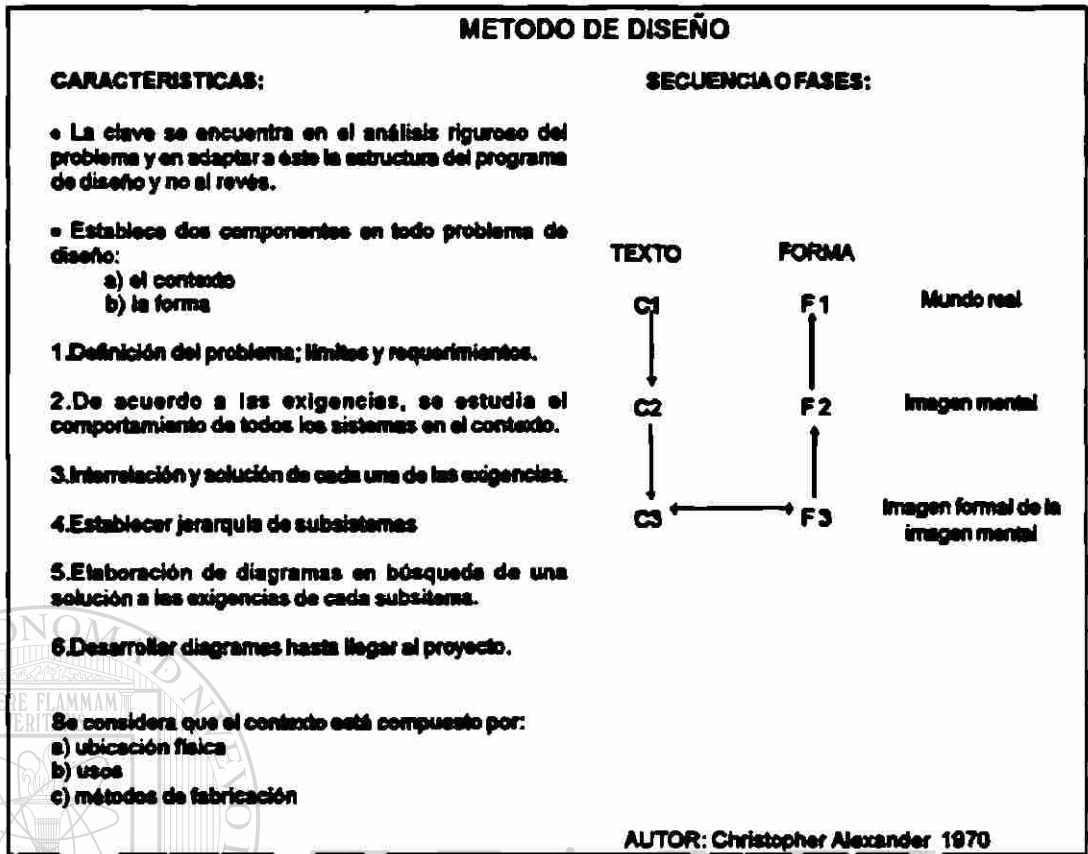 METODO DE DISEÑO
CARACTERISTICAS:
• La clave se encuentra en el análisis riguroso del
problema y en adaptar a éste la estructura del programa
de diseño y no al revés.
• Establece dos componentes en todo problema de
diseño:
a) el contexto
b) la forma
1.Definición del problema; límites y requerimientos.
2.De acuerdo a las exigencias, se estudia el
comportamiento de todos los sistemas en el contexto.
3.Interrelación y solución de cada una de las exigencias.
4.Establecer jerarquía de subsistemas
5.Elaboración de diagramas en búsqueda de una
solución a las exigencias de cada subsitema.
6.Desarrollar diagramas hasta llegar al proyecto.
Se considera que el contexto está compuesto por:
a) ubicación física
b) usos
c) métodos de fabricación
SECUENCIA O FASES:
TEXTO FORMA
C1 F1 Mundo real
C2 F2 Imagen mental
C3 F3 Imagen formal de la
imagen mental
AUTOR: Christopher Alexander 1970
ONOMA
D NUEVO
ERE FLAMMAM
VERITATIS